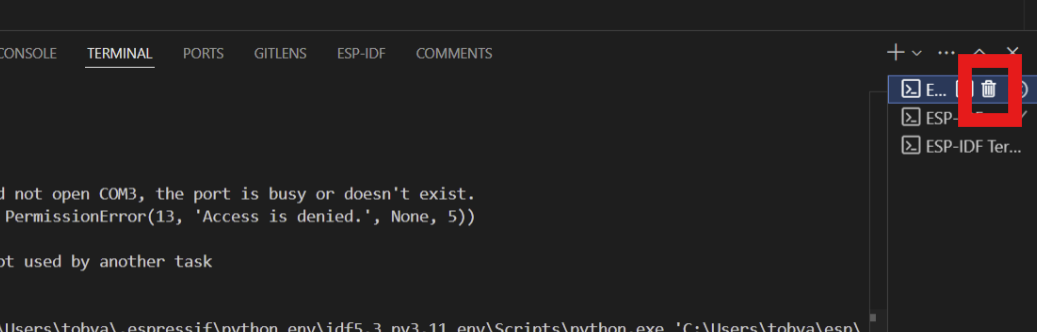 CONSOLE TERMINAL PORTS GITLENS ESP-IDF COMMENTS
E...
ESP-
ESP-IDF Ter...
d not open COM3, the port is busy or doesn't exist.
PermissionError(13, 'Access is denied.', None, 5))
ot used by another task
\Users\tobya\.espressif\python_env\idf5.3_py3.11_env\Scripts\python.exe 'C:\Users\tobya\esp\